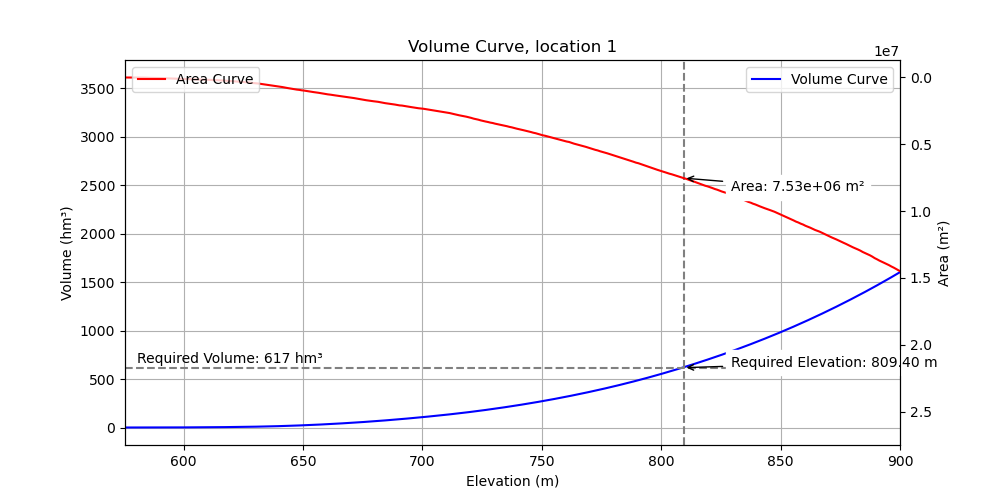 Volume Curve, location 1
1e7
Area Curve
Volume Curve
3500
3000
2500
2000
1500
1000
500
0
Volume (hm³)
0.0
0.5
1.0
1.5
2.0
2.5
Area (m²)
Area: 7.53e+06 m²
Required Volume: 617 hm³
Required Elevation: 809.40 m
600
650
700
750
800
850
900
Elevation (m)